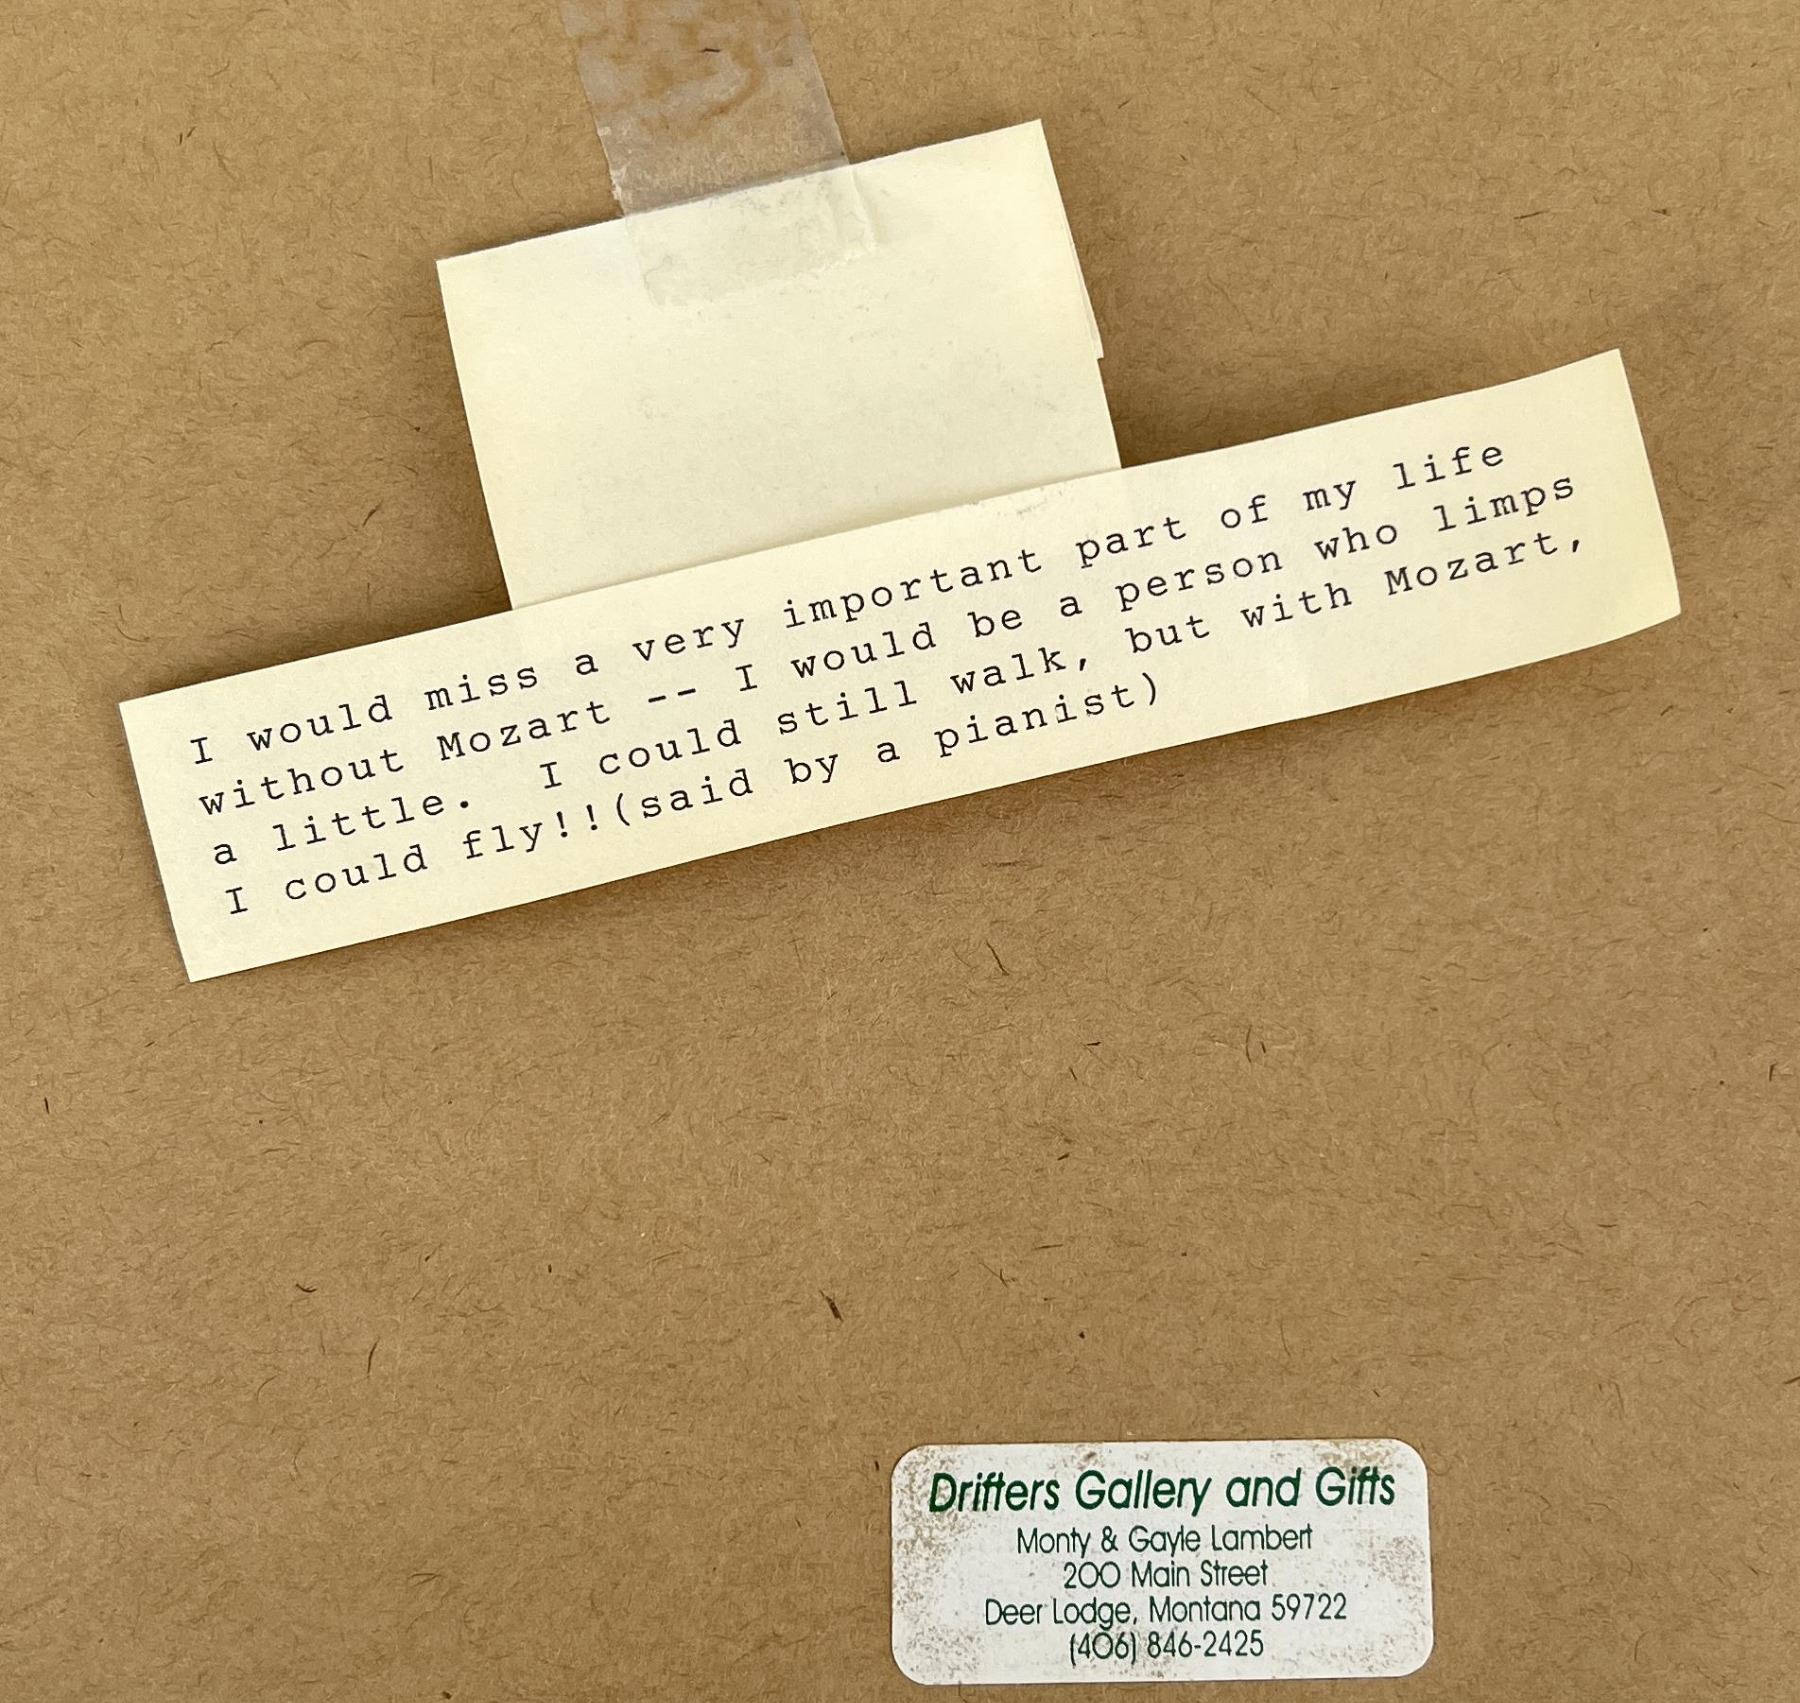 I would miss a very important part of my life
without Mozart -- I would be a person who limps
a little.  I could still walk, but with Mozart,
I could fly!!(said by a pianist)
Drifters Gallery and Gifts
Monty & Gayle Lambert
200 Main Street
Deer Lodge, Montana 59722
(406) 846-2425